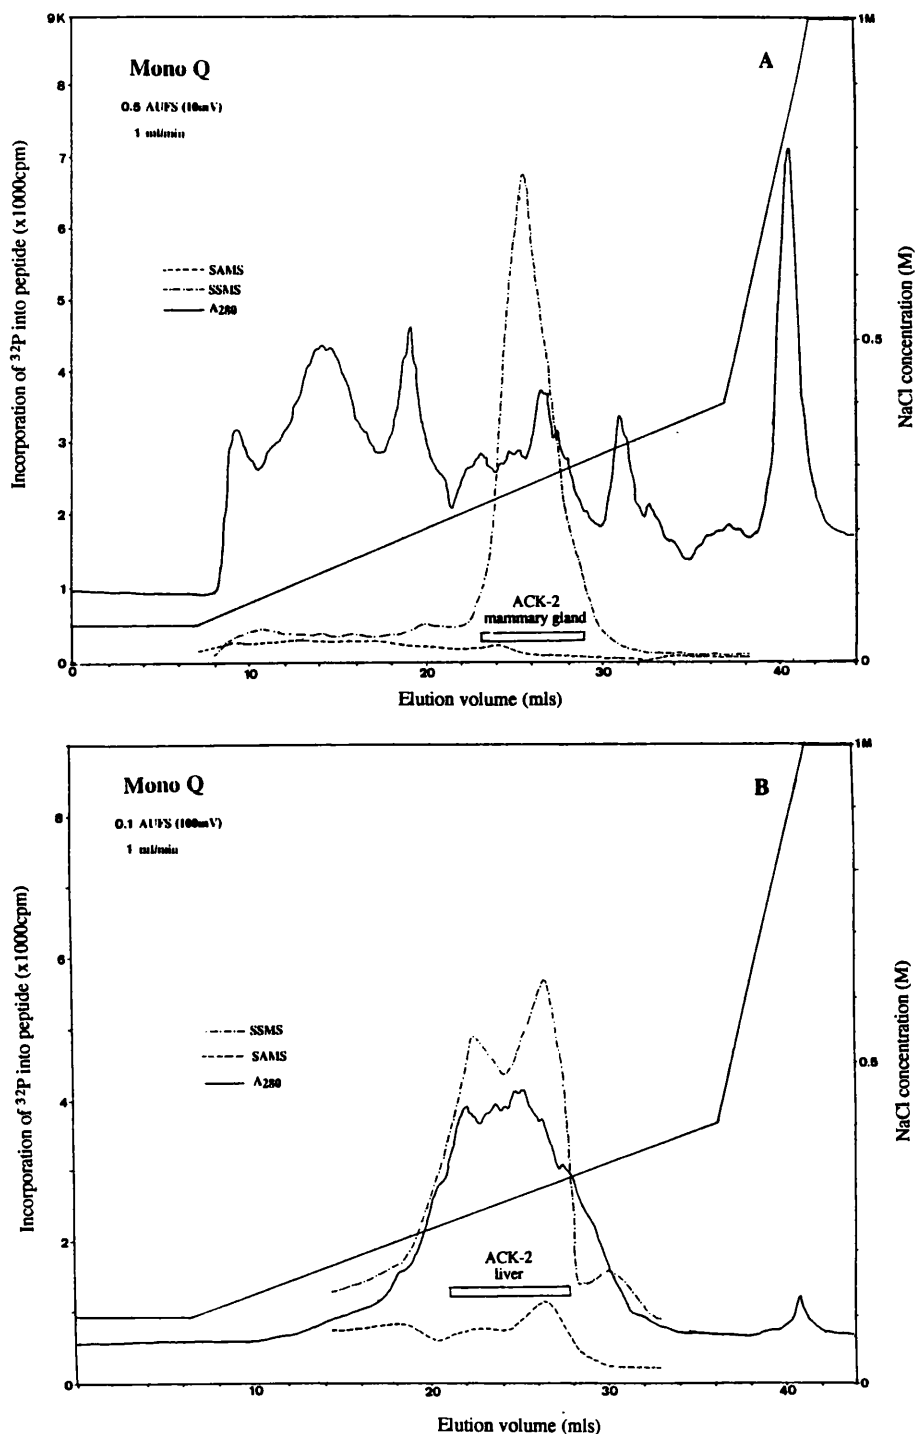 9K
1M
Mono Q
A
8
0.5 AUFS (10mV)
1 ml/min
7
6
SAMS
SSMS
A280
5
0.5
4
3
2
1
ACK-2
mammary gland
0
0
0
10
20
30
40
Incorporation of 32P into peptide (x1000cpm)
NaCl concentration (M)
Elution volume (mls)
1M
Mono Q
B
0.1 AUFS (100mV)
1 ml/min
8
6
SSMS
SAMS
A280
0.5
4
2
ACK-2
liver
0
0
10
20
30
40
Incorporation of 32P into peptide (x1000cpm)
NaCl concentration (M)
Elution volume (mls)